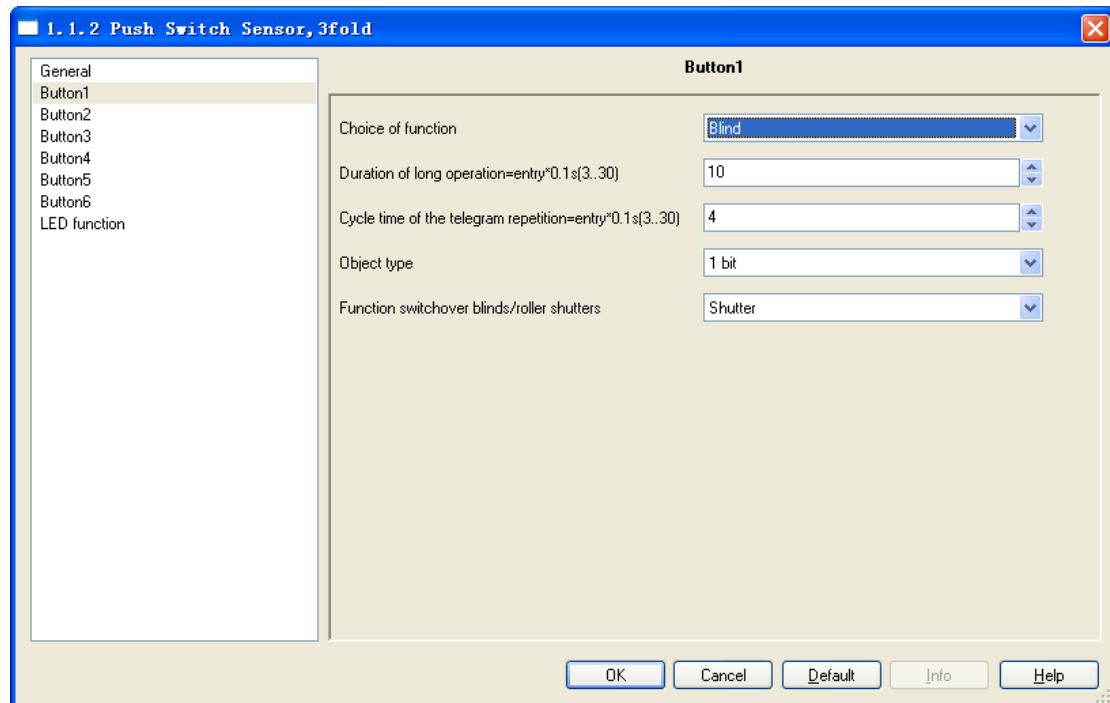 1.1.2 Push Switch Sensor,3fold
General
Button1
Button2
Button3
Button4
Button5
Button6
LED function
Button1
Choice of function Blind
Duration of long operation=entry*0.1s(3..30) 10
Cycle time of the telegram repetition=entry*0.1s(3..30) 4
Object type 1 bit
Function switchover blinds/roller shutters Shutter
OK Cancel Default Info Help